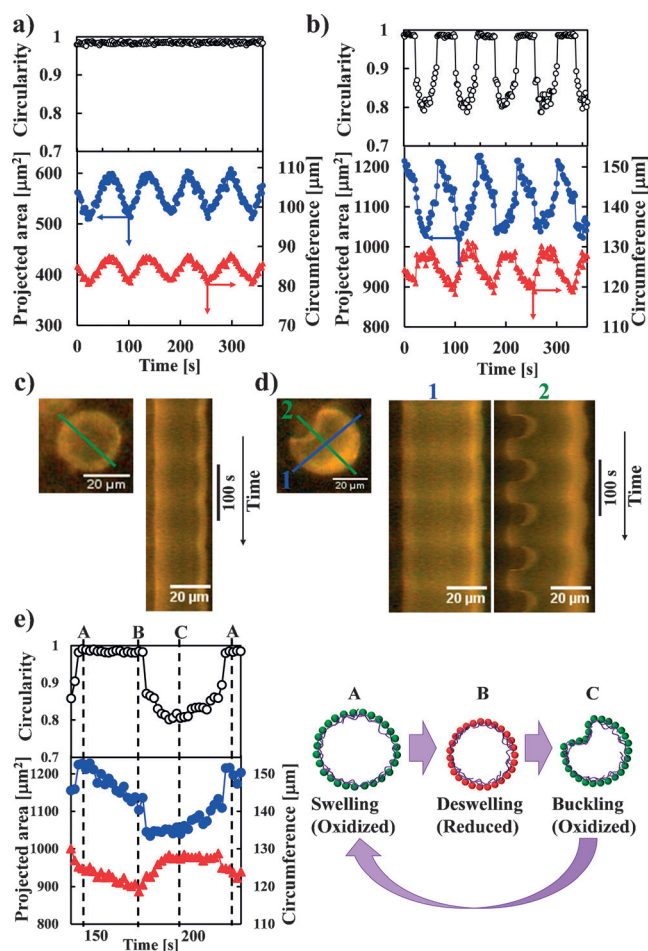 a)
1
0.9
0.8
0.7
Circularity
600
500
400
300
Projected area [µm²]
110
100
90
80
70
Circumference [µm]
0 100 200 300
Time [s]
b)
1
0.9
0.8
0.7
Circularity
1200
1100
1000
900
800
Projected area [µm²]
150
140
130
120
110
Circumference [µm]
0 100 200 300
Time [s]
c)
20 µm
20 µm
100 s
Time
d)
2
1
20 µm
1
2
20 µm
20 µm
100 s
Time
e)
A B C A
1
0.9
0.8
0.7
Circularity
1200
1100
1000
900
800
Projected area [µm²]
150
140
130
120
110
Circumference [µm]
150 200
Time [s]
A B C
Swelling Deswelling Buckling
(Oxidized) (Reduced) (Oxidized)